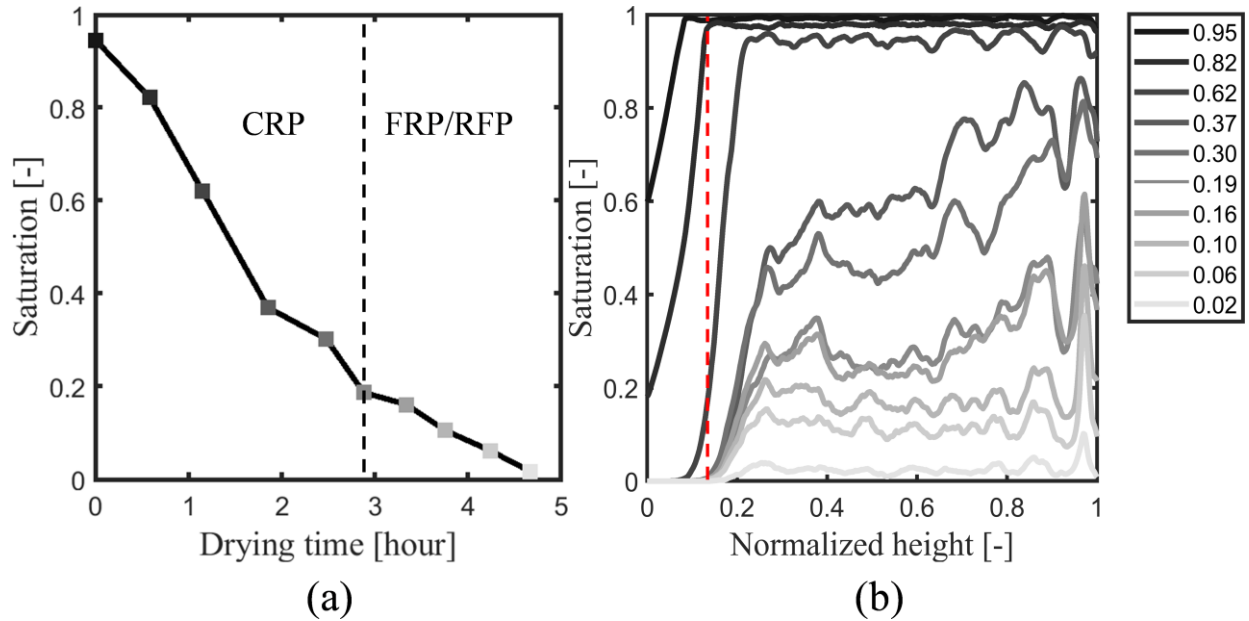 1
0.8
0.6
0.4
0.2
0
Saturation [-]
CRP
FRP/RFP
0 1 2 3 4 5
Drying time [hour]
(a)
1
0.8
0.6
0.4
0.2
0
Saturation [-]
0 0.2 0.4 0.6 0.8 1
Normalized height [-]
(b)
0.95
0.82
0.62
0.37
0.30
0.19
0.16
0.10
0.06
0.02